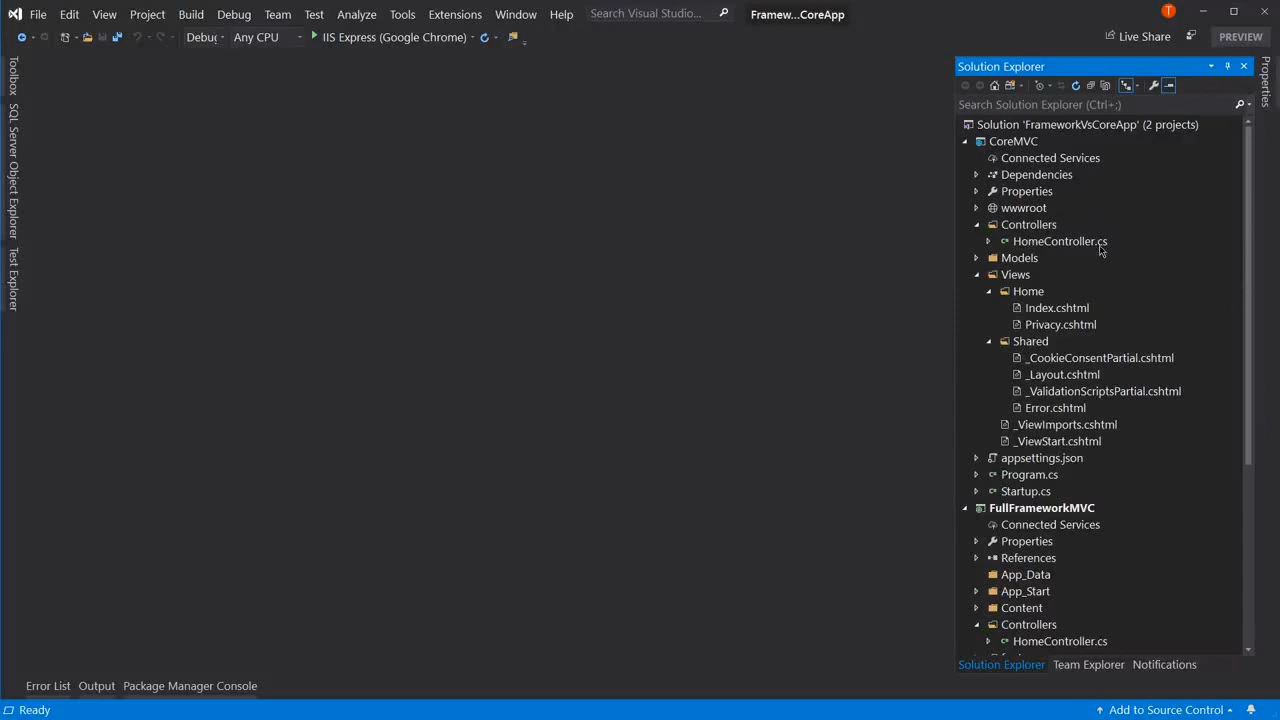 File Edit View Project Build Debug Team Test Analyze Tools Extensions Window Help Search Visual Studio... Framew...CoreApp T
Debug Any CPU IIS Express (Google Chrome) Live Share PREVIEW
Toolbox
SQL Server Object Explorer
Test Explorer
Solution Explorer
Search Solution Explorer (Ctrl+;)
Solution 'FrameworkVsCoreApp' (2 projects)
CoreMVC
Connected Services
Dependencies
Properties
wwwroot
Controllers
HomeController.cs
Models
Views
Home
Index.cshtml
Privacy.cshtml
Shared
_CookieConsentPartial.cshtml
_Layout.cshtml
_ValidationScriptsPartial.cshtml
Error.cshtml
_ViewImports.cshtml
_ViewStart.cshtml
appsettings.json
Program.cs
Startup.cs
FullFrameworkMVC
Connected Services
Properties
References
App_Data
App_Start
Content
Controllers
HomeController.cs
Solution Explorer Team Explorer Notifications
Properties
Error List Output Package Manager Console
Ready Add to Source Control